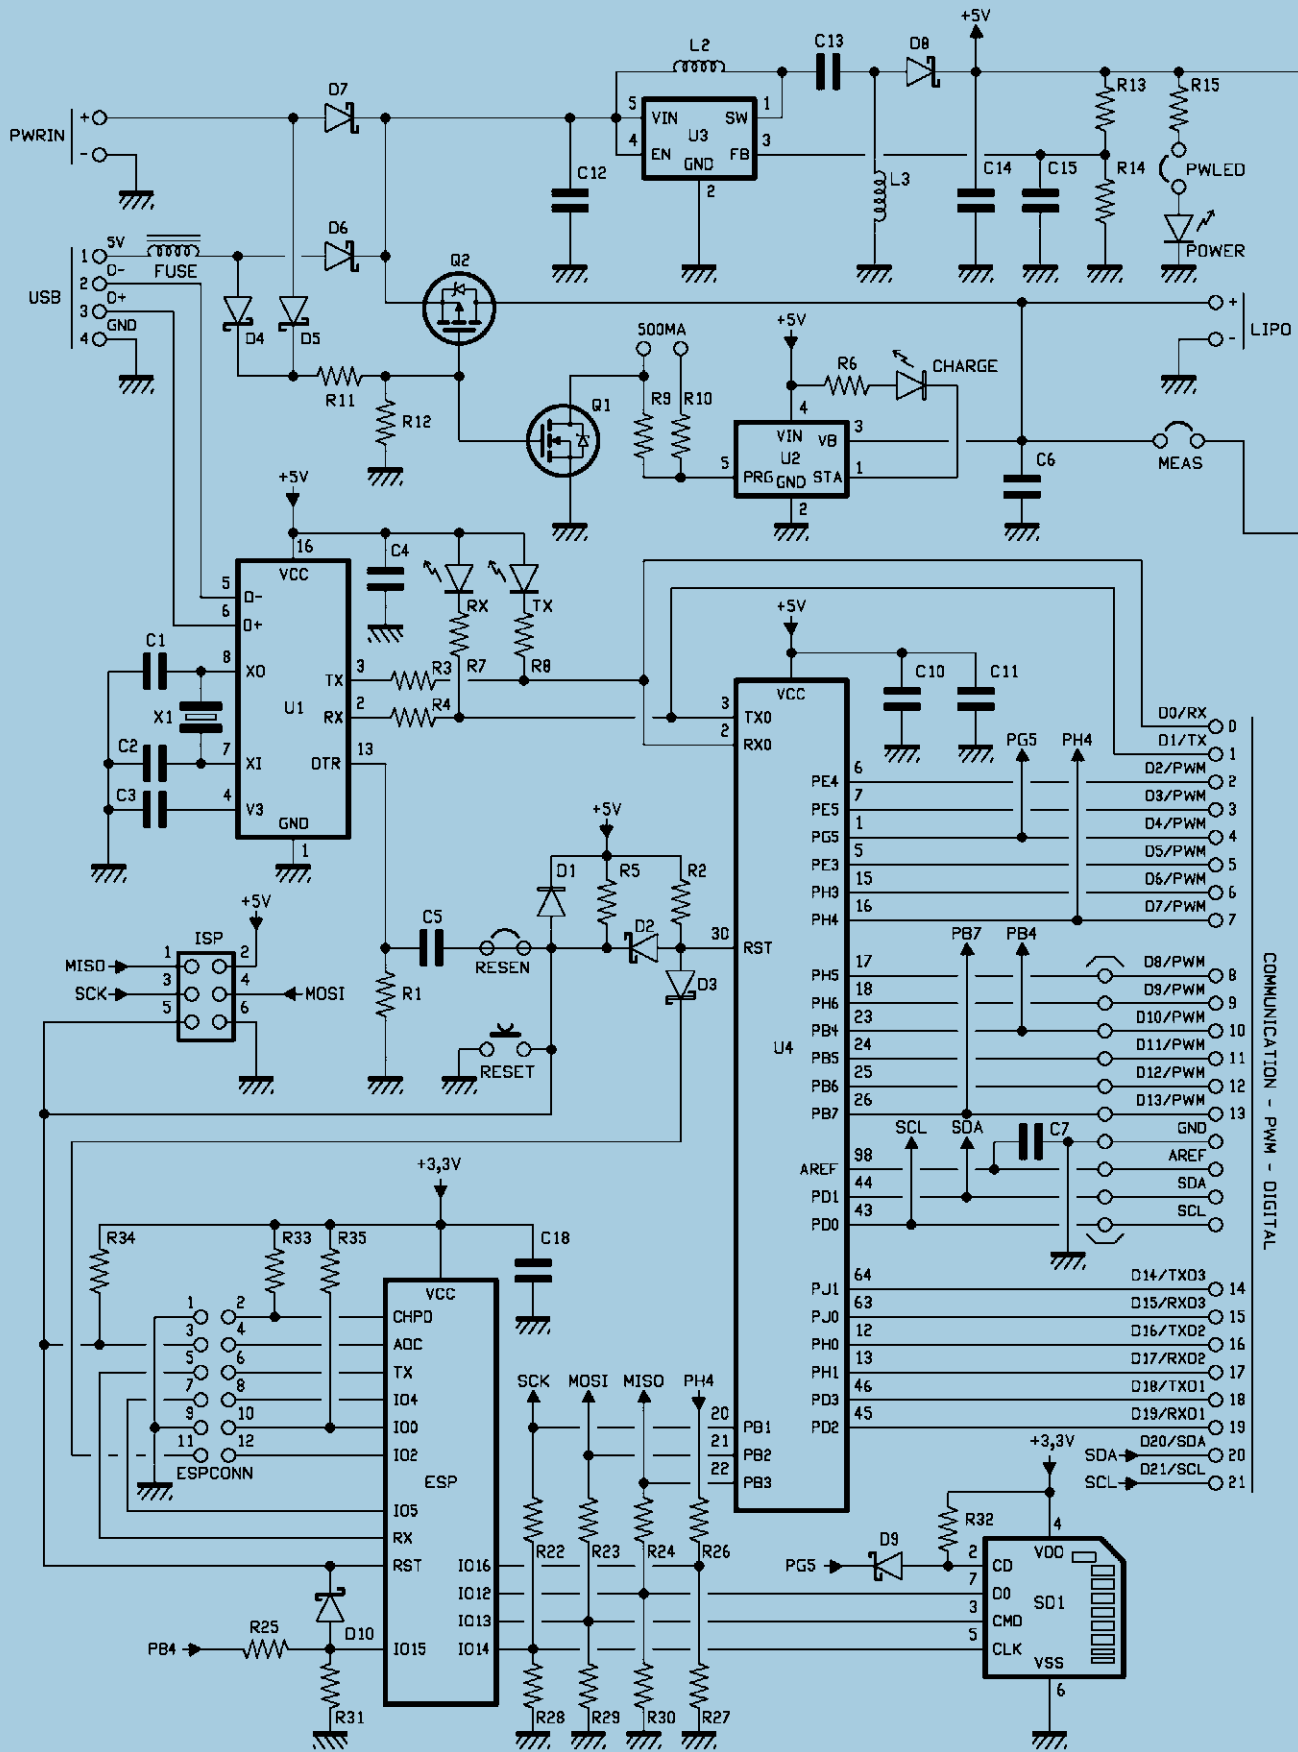 +5V
L2
C13
D8
D7
R13
R15
PWRIN
+
-
5
VIN
SW
1
U3
4
EN
FB
3
GND
2
C12
C14
C15
R14
PWLED
L3
POWER
5V
FUSE
D6
Q2
USB
1
D-
2
D+
3
GND
4
D4
D5
500MA
+5V
+
-
LIPO
R11
R12
Q1
R9
R10
R6
CHARGE
4
VIN
VB
3
U2
5
PRG
GND
STA
1
2
C6
MEAS
+5V
16
VCC
C4
RX
TX
5
D-
6
D+
C1
8
XO
TX
3
R3
R7
R8
X1
U1
RX
2
R4
C2
7
XI
DTR
13
C3
4
V3
GND
1
+5V
VCC
C10
C11
3
TX0
2
RX0
D0/RX
0
D1/TX
1
PG5
PH4
PE4
6
D2/PWM
2
PE5
7
D3/PWM
3
PG5
1
D4/PWM
4
PE3
5
D5/PWM
5
PH3
15
D6/PWM
6
PH4
16
D7/PWM
7
+5V
D1
R5
R2
C5
RESEN
D2
30
RST
D3
R1
RESET
U4
PB7
PB4
PH5
17
D8/PWM
8
PH6
18
D9/PWM
9
PB4
23
D10/PWM
10
PB5
24
D11/PWM
11
PB6
25
D12/PWM
12
PB7
26
D13/PWM
13
SCL
SDA
C7
GND
AREF
98
AREF
PD1
44
SDA
PD0
43
SCL
COMMUNICATION - PWM - DIGITAL
ISP
+5V
MISO
1
2
SCK
3
4
MOSI
5
6
PJ1
64
D14/TXD3
14
PJ0
63
D15/RXD3
15
PH0
12
D16/TXD2
16
PH1
13
D17/RXD2
17
PD3
46
D18/TXD1
18
PD2
45
D19/RXD1
19
SDA
D20/SDA
20
SCL
D21/SCL
21
+3,3V
R34
R33
R35
C18
VCC
1
2
CHPD
3
4
ADC
5
6
TX
7
8
IO4
9
10
IO0
11
12
IO2
ESPCONN
ESP
IO5
RX
RST
IO16
IO12
IO13
IO15
IO14
D10
PB4
R25
R31
SCK
MOSI
MISO
PH4
20
PB1
21
PB2
22
PB3
R22
R23
R24
R26
R28
R29
R30
R27
+3,3V
R32
4
D9
PG5
VDD
2
CD
7
D0
SD1
3
CMD
5
CLK
VSS
6